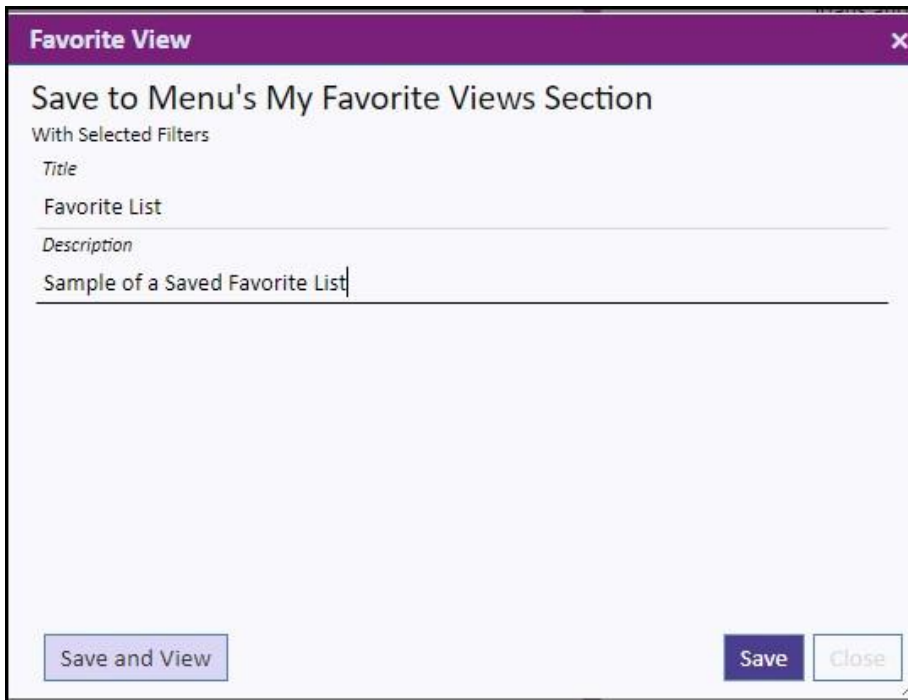 Favorite View
Save to Menu's My Favorite Views Section
With Selected Filters
Title
Favorite List
Description
Sample of a Saved Favorite List
Save and View
Save
Close